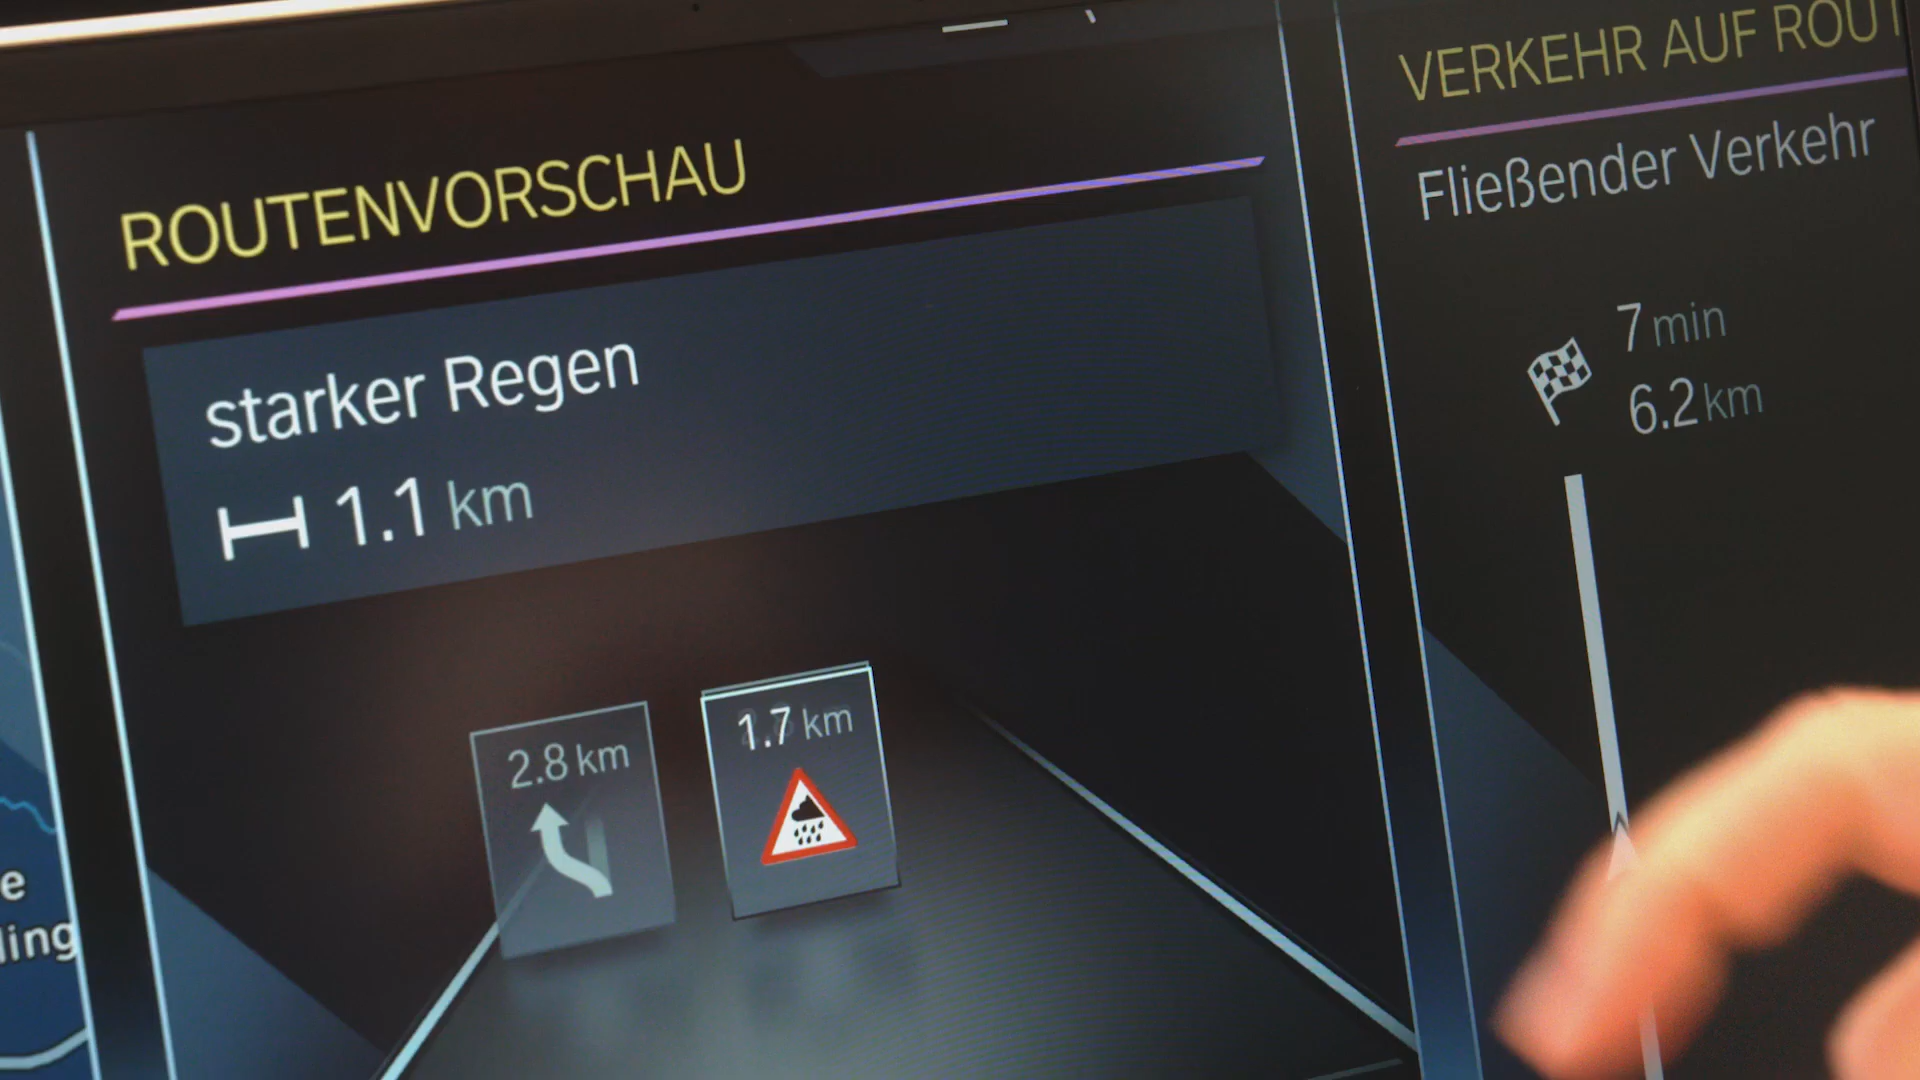 ROUTENVORSCHAU
starker Regen
1.1 km
2.8 km
1.7 km
VERKEHR AUF ROUT
Fließender Verkehr
7 min
6.2 km
e
ling